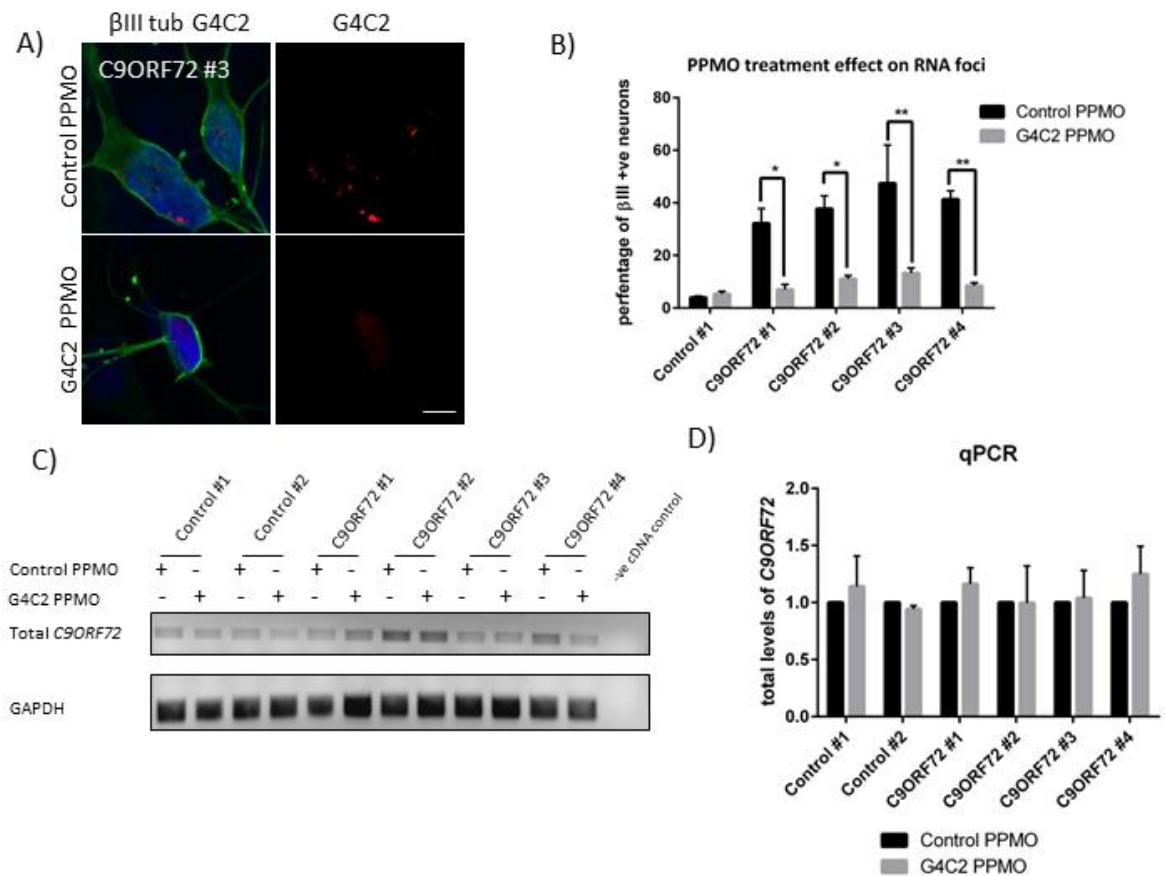 A)
βIII tub G4C2
G4C2
C9ORF72 #3
Control PPMO
G4C2 PPMO
B)
PPMO treatment effect on RNA foci
perfentage of βIII +ve neurons
80
60
40
20
0
*
*
**
**
Control PPMO
G4C2 PPMO
Control #1
C9ORF72 #1
C9ORF72 #2
C9ORF72 #3
C9ORF72 #4
C)
Control #1
Control #2
C9ORF72 #1
C9ORF72 #2
C9ORF72 #3
C9ORF72 #4
-ve cDNA control
Control PPMO + - + - + - + - + - + -
G4C2 PPMO - + - + - + - + - + - +
Total C9ORF72
GAPDH
D)
qPCR
total levels of C9ORF72
2.0
1.5
1.0
0.5
0.0
Control #1
Control #2
C9ORF72 #1
C9ORF72 #2
C9ORF72 #3
C9ORF72 #4
Control PPMO
G4C2 PPMO